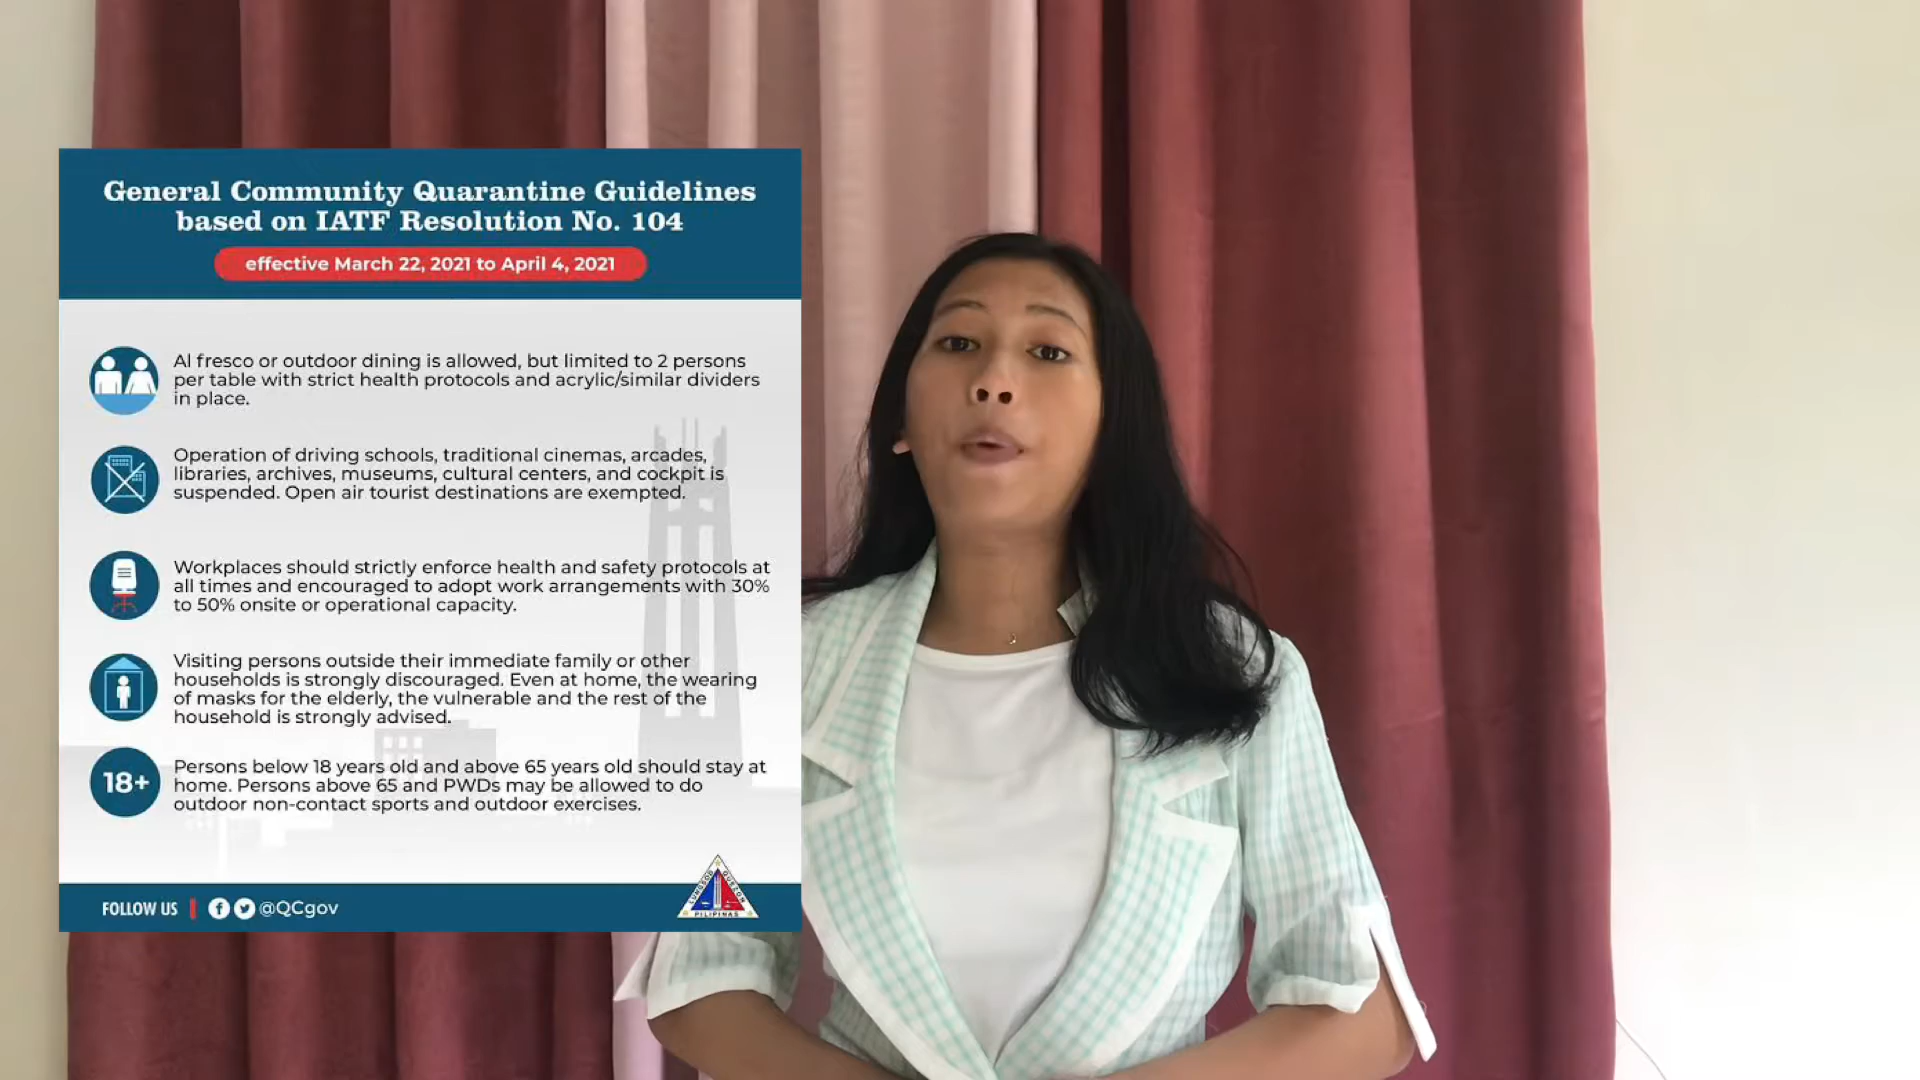 General Community Quarantine Guidelines
based on IATF Resolution No. 104
effective March 22, 2021 to April 4, 2021
Al fresco or outdoor dining is allowed, but limited to 2 persons
per table with strict health protocols and acrylic/similar dividers
in place.
Operation of driving schools, traditional cinemas, arcades,
libraries, archives, museums, cultural centers, and cockpit is
suspended. Open air tourist destinations are exempted.
Workplaces should strictly enforce health and safety protocols at
all times and encouraged to adopt work arrangements with 30%
to 50% onsite or operational capacity.
Visiting persons outside their immediate family or other
households is strongly discouraged. Even at home, the wearing
of masks for the elderly, the vulnerable and the rest of the
household is strongly advised.
18+
Persons below 18 years old and above 65 years old should stay at
home. Persons above 65 and PWDs may be allowed to do
outdoor non-contact sports and outdoor exercises.
FOLLOW US
@QCgov
LUNGSOD QUEZON
PILIPINAS